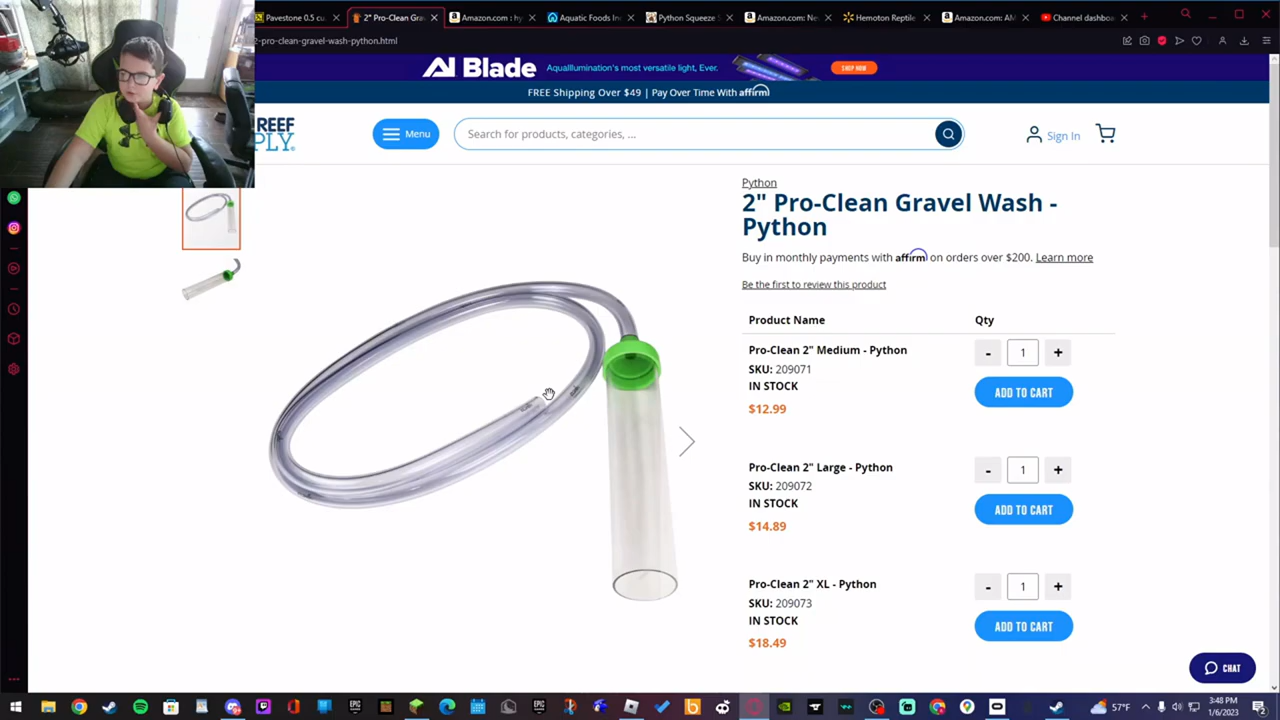 Pavestone 0.5 cu
2" Pro-Clean Grav
Amazon.com : hy
Aquatic Foods In
Python Squeeze S
Amazon.com: Ne
Hemoton Reptile
Amazon.com: AM
Channel dashboa
2-pro-clean-gravel-wash-python.html
AI Blade
AquaIllumination's most versatile light, Ever.
SHOP NOW
FREE Shipping Over $49 | Pay Over Time With affirm
REEF
PLY
Menu
Search for products, categories, ...
Sign In
Python
2" Pro-Clean Gravel Wash -
Python
Buy in monthly payments with affirm on orders over $200. Learn more
Be the first to review this product
Product Name
Qty
Pro-Clean 2" Medium - Python
SKU: 209071
IN STOCK
$12.99
- 1 +
ADD TO CART
Pro-Clean 2" Large - Python
SKU: 209072
IN STOCK
$14.89
- 1 +
ADD TO CART
Pro-Clean 2" XL - Python
SKU: 209073
IN STOCK
$18.49
- 1 +
ADD TO CART
CHAT
57°F
3:48 PM
1/6/2023